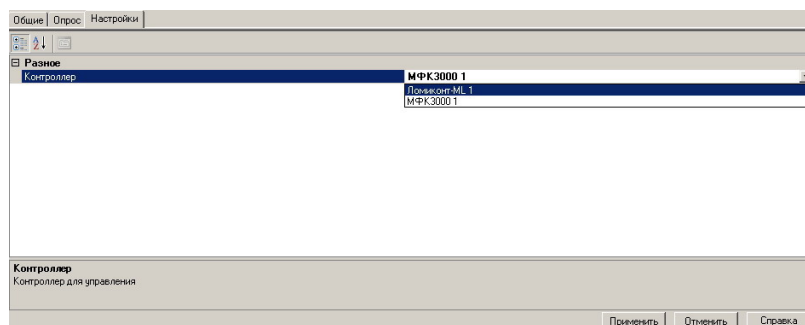 Общие Опрос Настройки
Разное
Контроллер МФК3000 1
Ломиконт-ML 1
МФК3000 1
Контроллер
Контроллер для управления
Применить Отменить Справка